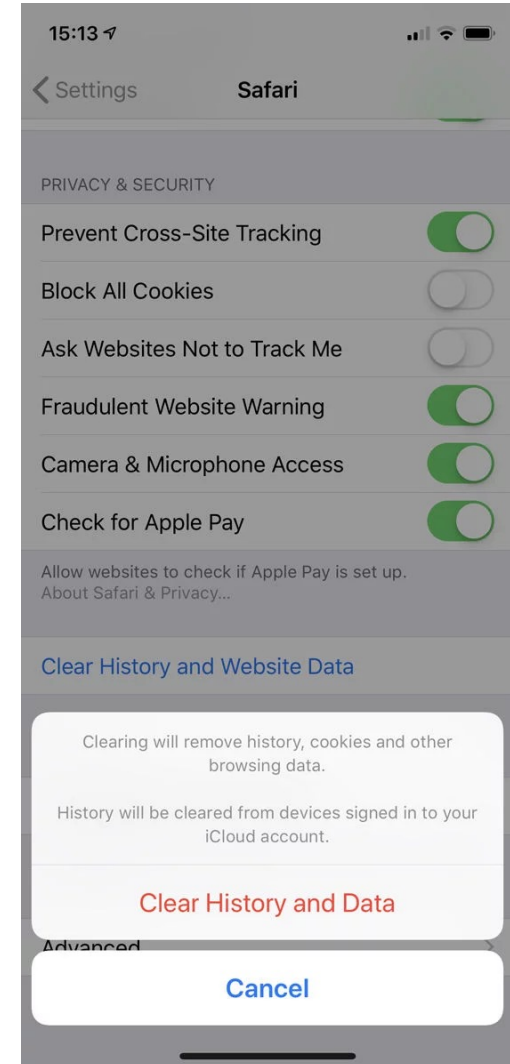 15:13
Settings
Safari
PRIVACY & SECURITY
Prevent Cross-Site Tracking
Block All Cookies
Ask Websites Not to Track Me
Fraudulent Website Warning
Camera & Microphone Access
Check for Apple Pay
Allow websites to check if Apple Pay is set up.
About Safari & Privacy...
Clear History and Website Data
Clearing will remove history, cookies and other
browsing data.
History will be cleared from devices signed in to your
iCloud account.
Clear History and Data
Advanced
Cancel